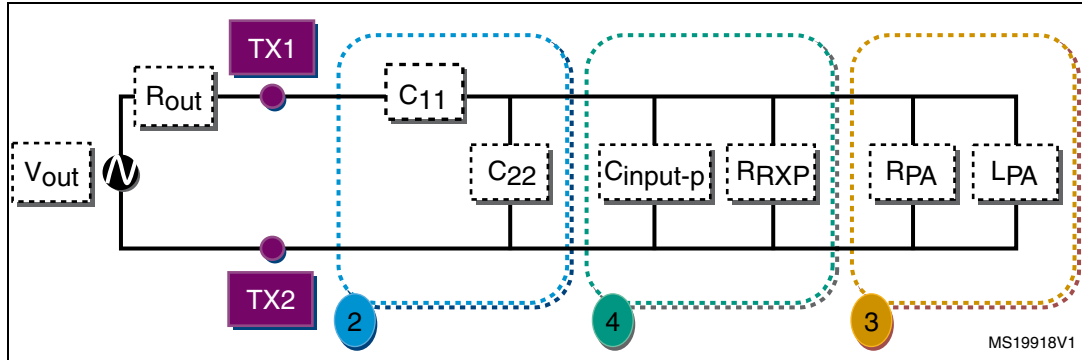 TX1
Rout
C11
Vout
C22
Cinput-p
RRXP
RPA
LPA
TX2
2
4
3
MS19918V1